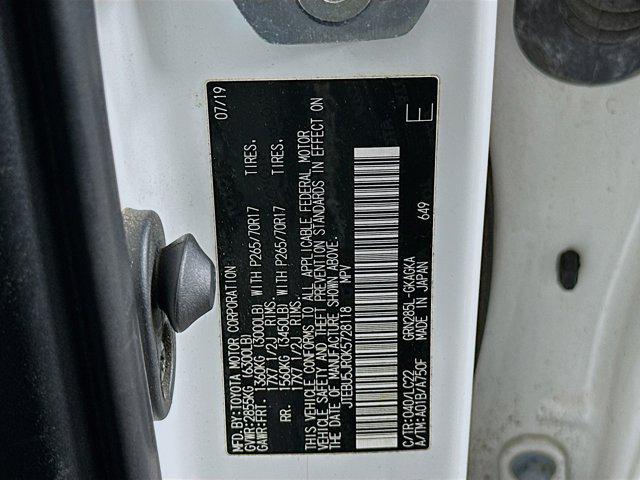 MFD.BY:TOYOTA MOTOR CORPORATION 07/19
GVWR:2855KG (6300LB)
GAWR:FRT. 1360KG (3000LB) WITH P265/70R17 TIRES,
17X7 1/2J RIMS.
RR. 1560KG (3450LB) WITH P265/70R17 TIRES,
17X7 1/2J RIMS.
THIS VEHICLE CONFORMS TO ALL APPLICABLE FEDERAL MOTOR
VEHICLE SAFETY AND THEFT PREVENTION STANDARDS IN EFFECT ON
THE DATE OF MANUFACTURE SHOWN ABOVE.
JTEBU5JR0K5728118 MPV
C/TR:040/LC22 GRN285L-GKAGKA
A/TM:A01B/A750F MADE IN JAPAN 649 E